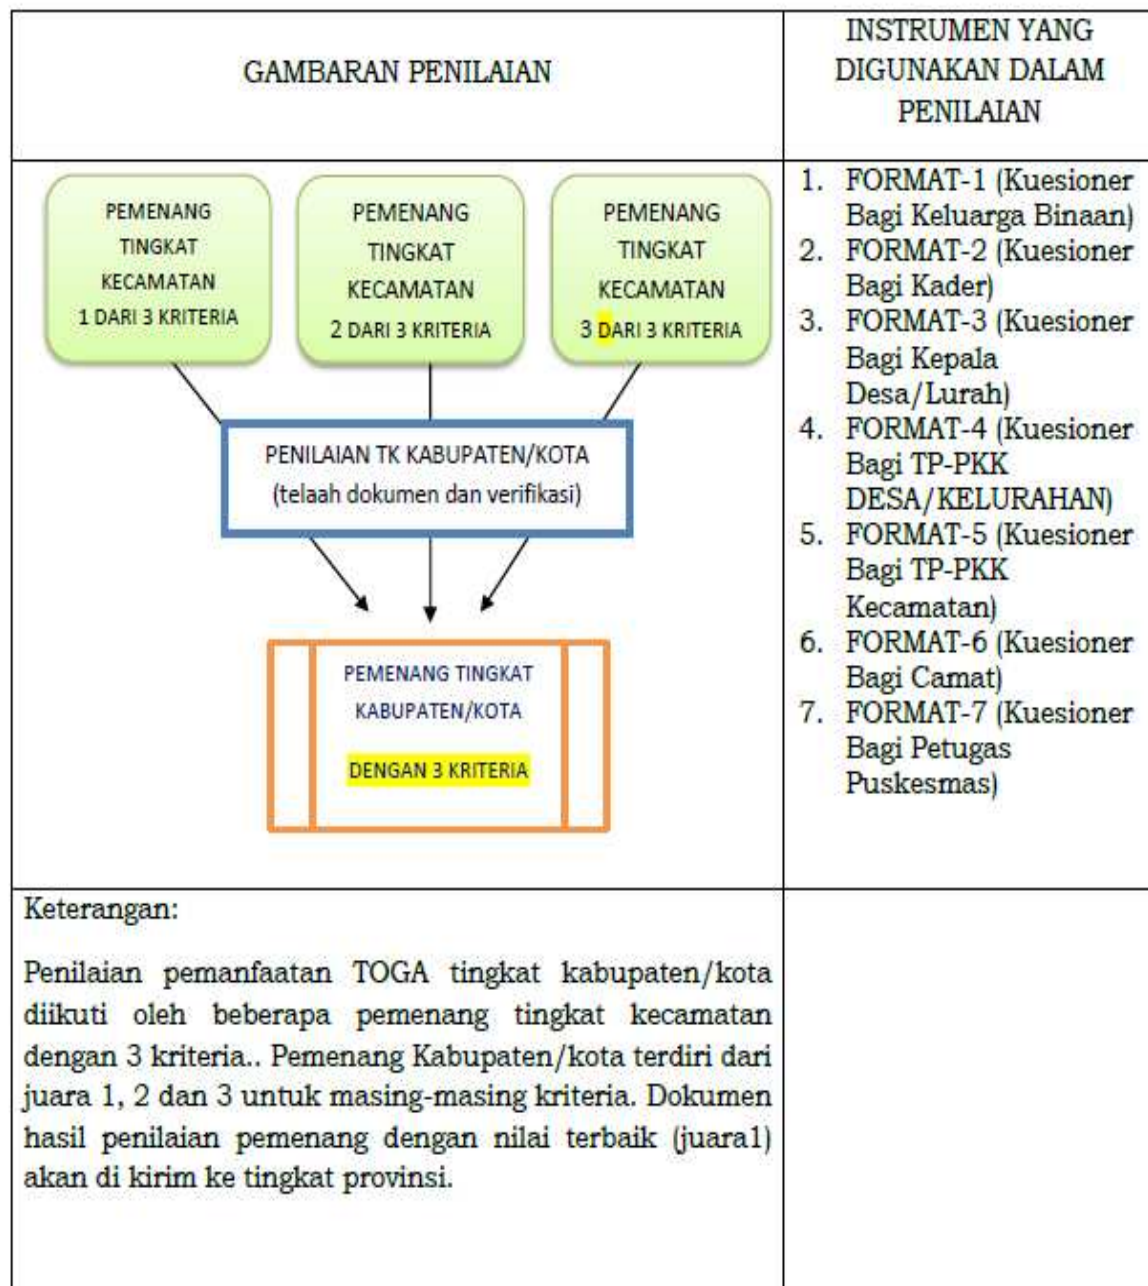 GAMBARAN PENILAIAN
INSTRUMEN YANG
DIGUNAKAN DALAM
PENILAIAN
PEMENANG
TINGKAT
KECAMATAN
1 DARI 3 KRITERIA
PEMENANG
TINGKAT
KECAMATAN
2 DARI 3 KRITERIA
PEMENANG
TINGKAT
KECAMATAN
3 DARI 3 KRITERIA
PENILAIAN TK KABUPATEN/KOTA
(telaah dokumen dan verifikasi)
PEMENANG TINGKAT
KABUPATEN/KOTA
DENGAN 3 KRITERIA
1. FORMAT-1 (Kuesioner
Bagi Keluarga Binaan)
2. FORMAT-2 (Kuesioner
Bagi Kader)
3. FORMAT-3 (Kuesioner
Bagi Kepala
Desa/Lurah)
4. FORMAT-4 (Kuesioner
Bagi TP-PKK
DESA/KELURAHAN)
5. FORMAT-5 (Kuesioner
Bagi TP-PKK
Kecamatan)
6. FORMAT-6 (Kuesioner
Bagi Camat)
7. FORMAT-7 (Kuesioner
Bagi Petugas
Puskesmas)
Keterangan:
Penilaian pemanfaatan TOGA tingkat kabupaten/kota
diikuti oleh beberapa pemenang tingkat kecamatan
dengan 3 kriteria.. Pemenang Kabupaten/kota terdiri dari
juara 1, 2 dan 3 untuk masing-masing kriteria. Dokumen
hasil penilaian pemenang dengan nilai terbaik (juara1)
akan di kirim ke tingkat provinsi.